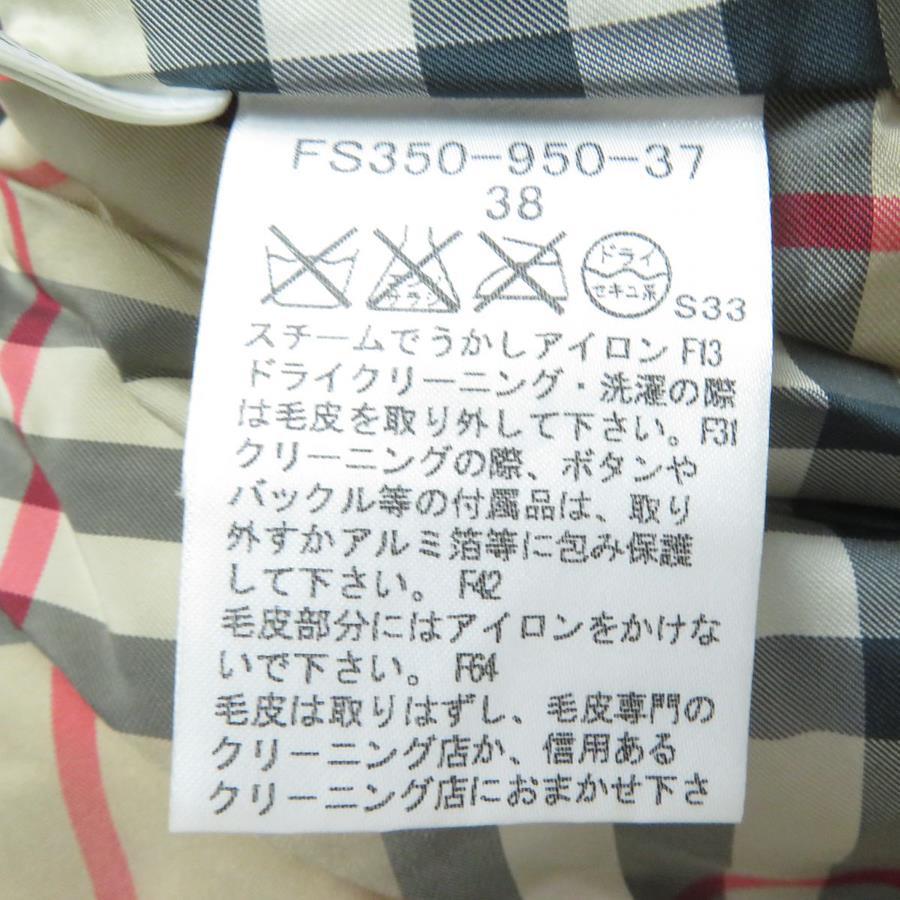 FS350-950-37
38
エンソ サラシ ドライ セキユ系 S33
スチームでうかしアイロン F13
ドライクリーニング・洗濯の際
は毛皮を取り外して下さい。F31
クリーニングの際、ボタンや
バックル等の付属品は、取り
外すかアルミ箔等に包み保護
して下さい。 F42
毛皮部分にはアイロンをかけな
いで下さい。 F64
毛皮は取りはずし、毛皮専門の
クリーニング店か、信用ある
クリーニング店におまかせ下さ